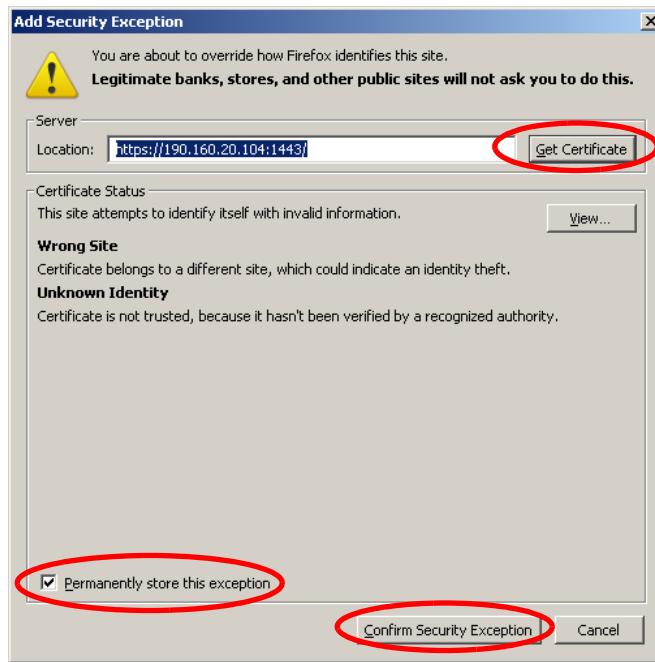 Add Security Exception
You are about to override how Firefox identifies this site.
Legitimate banks, stores, and other public sites will not ask you to do this.
Server
Location: https://190.160.20.104:1443/ Get Certificate
Certificate Status
This site attempts to identify itself with invalid information. View...
Wrong Site
Certificate belongs to a different site, which could indicate an identity theft.
Unknown Identity
Certificate is not trusted, because it hasn't been verified by a recognized authority.
Permanently store this exception
Confirm Security Exception Cancel